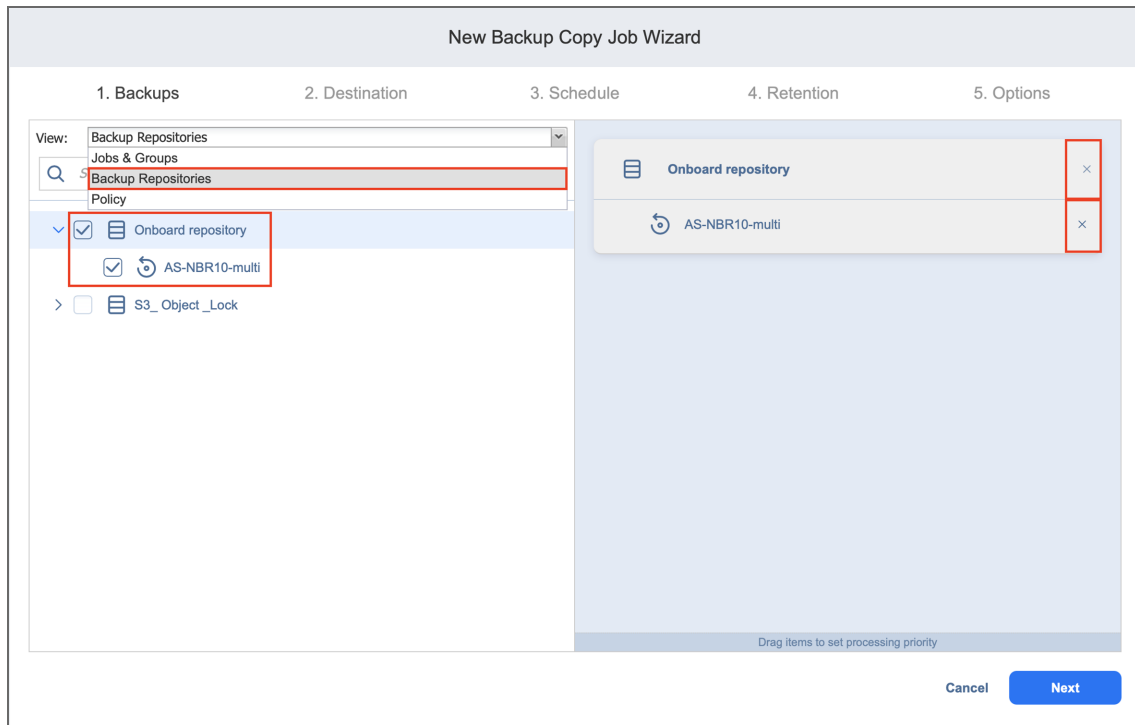 New Backup Copy Job Wizard
1. Backups 2. Destination 3. Schedule 4. Retention 5. Options
View: Backup Repositories
Jobs & Groups
Backup Repositories
Policy
Onboard repository
AS-NBR10-multi
S3_ Object _Lock
Onboard repository
AS-NBR10-multi
Drag items to set processing priority
Cancel Next